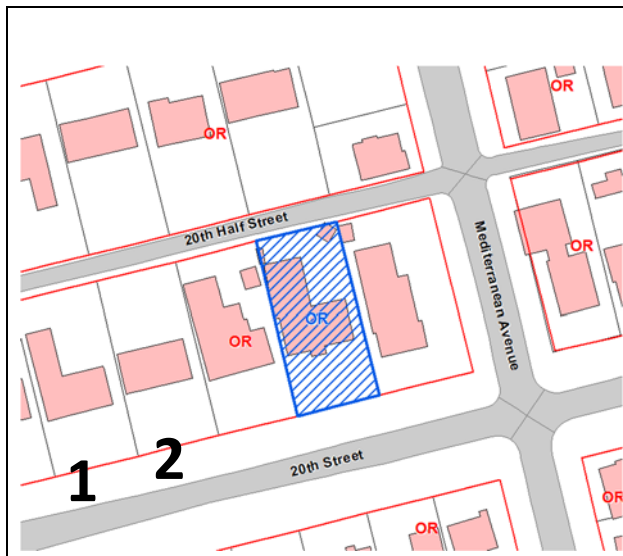 OR
OR
20th Half Street
Mediterranean Avenue
OR
OR
OR
1
2
20th Street
OR
OR